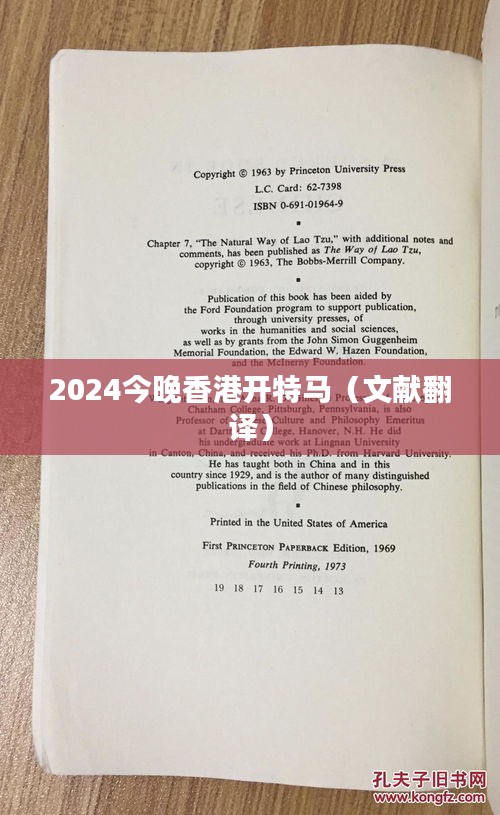 Copyright © 1963 by Princeton University Press
L.C. Card: 62-7398
ISBN 0-691-01964-9
Chapter 7, "The Natural Way of Lao Tzu," with additional notes and
comments, has been published as The Way of Lao Tzu,
copyright © 1963, The Bobbs-Merrill Company.
Publication of this book has been aided by
the Ford Foundation program to support publication,
through university presses, of
works in the humanities and social sciences,
as well as by grants from the John Simon Guggenheim
Memorial Foundation, the Edward W. Hazen Foundation,
and the McInerny Foundation.
2024今晚香港开特马（文献翻
译）
Chatham College, Pittsburgh, Pennsylvania, is also
Professor of Culture and Philosophy Emeritus
at College, Hanover, N.H. He did
his undergraduate work at Lingnan University
in Canton, China, and received his Ph.D. from Harvard University.
He has taught both in China and in this
country since 1929, and is the author of many distinguished
publications in the field of Chinese philosophy.
Printed in the United States of America
First PRINCETON PAPERBACK Edition, 1969
Fourth Printing, 1973
19 18 17 16 15 14 13
孔夫子旧书网
www.kongfz.com